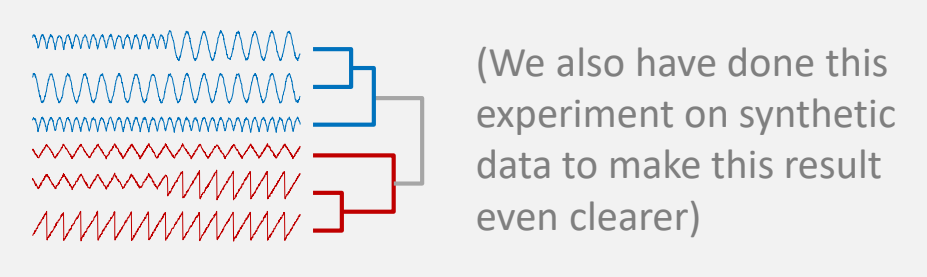 (We also have done this
experiment on synthetic
data to make this result
even clearer)